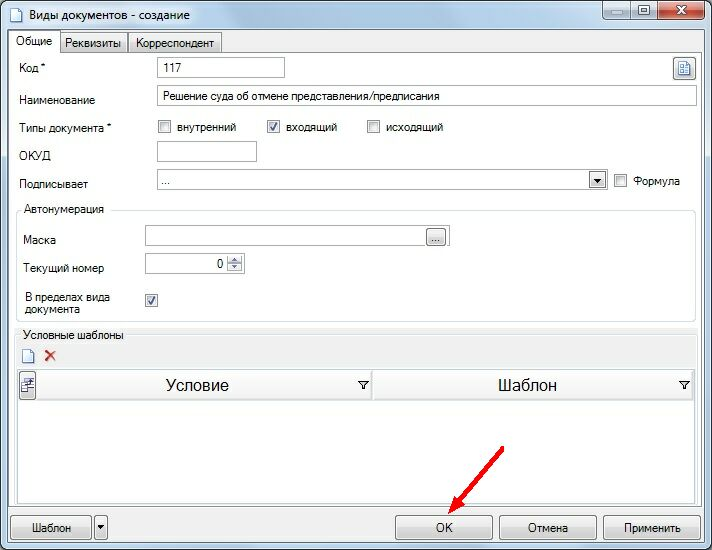 Виды документов - создание
Общие Реквизиты Корреспондент
Код * 117
Наименование Решение суда об отмене представления/предписания
Типы документа * внутренний входящий исходящий
ОКУД
Подписывает ... Формула
Автонумерация
Маска ...
Текущий номер 0
В пределах вида
документа
Условные шаблоны
Условие Шаблон
Шаблон OK Отмена Применить